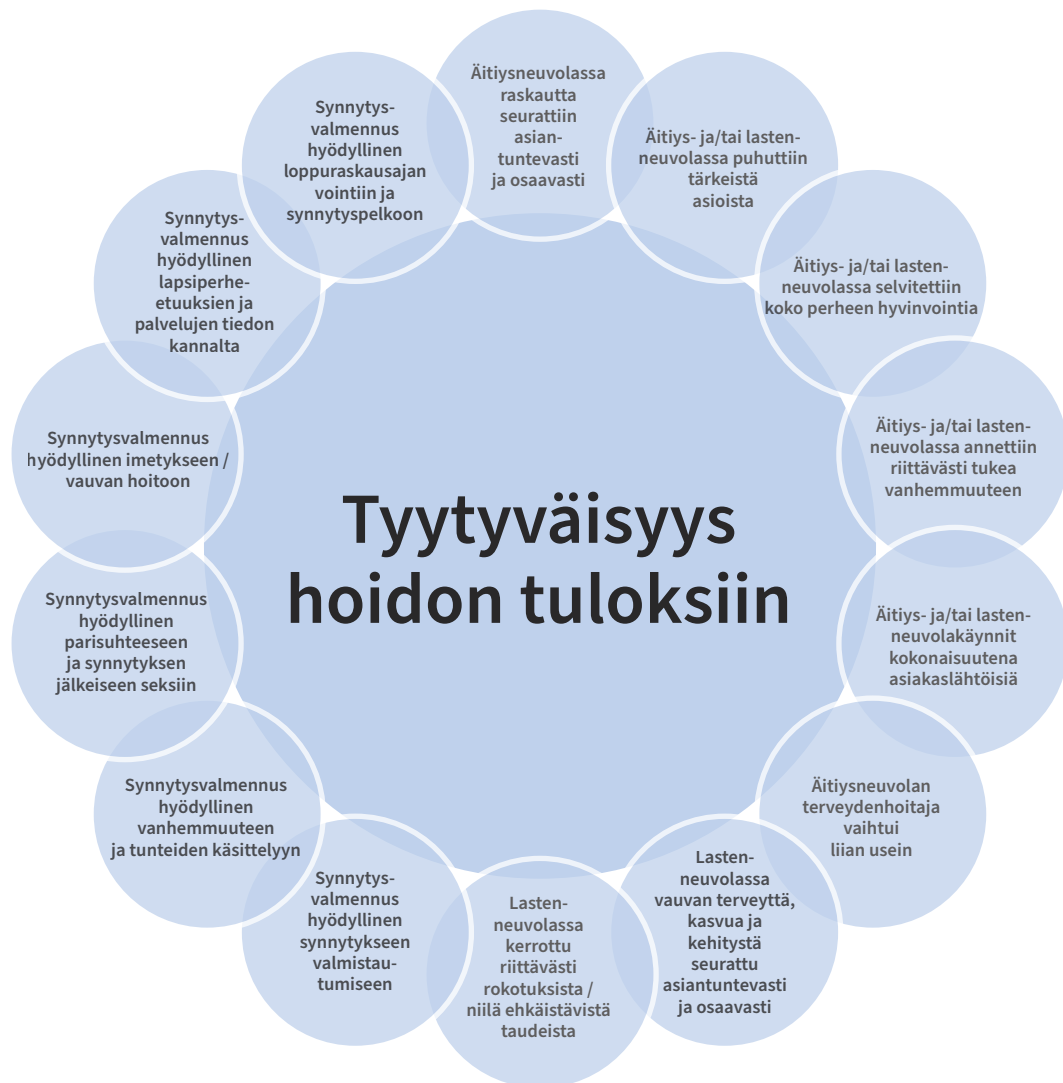 Tyytyväisyys
hoidon tuloksiin
Äitiysneuvolassa
raskautta
seurattiin
asian-
tuntevasti
ja osaavasti
Äitiys- ja/tai lasten-
neuvolassa puhuttiin
tärkeistä
asioista
Äitiys- ja/tai lasten-
neuvolassa selvitettiin
koko perheen hyvinvointia
Äitiys- ja/tai lasten-
neuvolassa annettiin
riittävästi tukea
vanhemmuuteen
Äitiys- ja/tai lasten-
neuvolakäynnit
kokonaisuutena
asiakaslähtöisiä
Äitiysneuvolan
terveydenhoitaja
vaihtui
liian usein
Lasten-
neuvolassa
vauvan terveyttä,
kasvua ja
kehitystä
seurattu
asiantuntevasti
ja osaavasti
Lasten-
neuvolassa
kerrottu
riittävästi
rokotuksista /
niilä ehkäistävistä
taudeista
Synnytys-
valmennus
hyödyllinen
synnytykseen
valmistau-
tumiseen
Synnytysvalmennus
hyödyllinen
vanhemmuuteen
ja tunteiden käsittelyyn
Synnytysvalmennus
hyödyllinen
parisuhteeseen
ja synnytyksen
jälkeiseen seksiin
Synnytysvalmennus
hyödyllinen imetykseen /
vauvan hoitoon
Synnytys-
valmennus
hyödyllinen
lapsiperhe-
etuuksien ja
palvelujen tiedon
kannalta
Synnytys-
valmennus
hyödyllinen
loppuraskausajan
vointiin ja
synnytyspelkoon